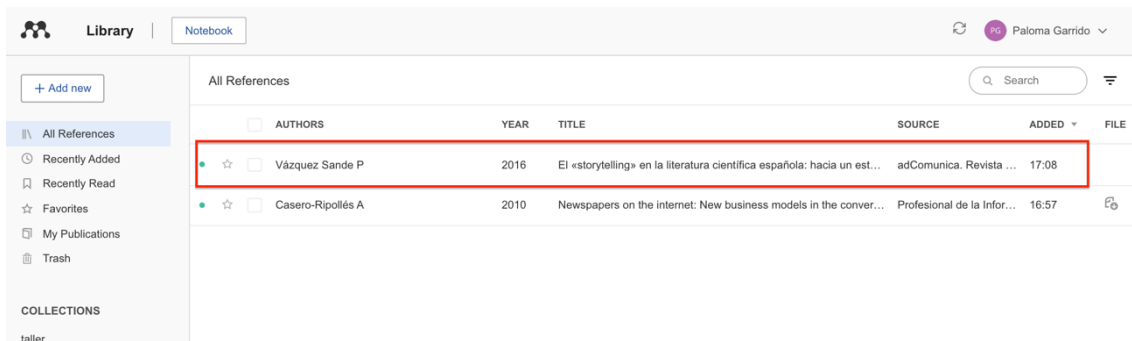 Library Notebook PG Paloma Garrido
+ Add new
All References Search
AUTHORS YEAR TITLE SOURCE ADDED FILE
All References
Recently Added
Vázquez Sande P 2016 El «storytelling» en la literatura científica española: hacia un est... adComunica. Revista ... 17:08
Recently Read
Favorites
Casero-Ripollés A 2010 Newspapers on the internet: New business models in the conver... Profesional de la Infor... 16:57
My Publications
Trash
COLLECTIONS
taller